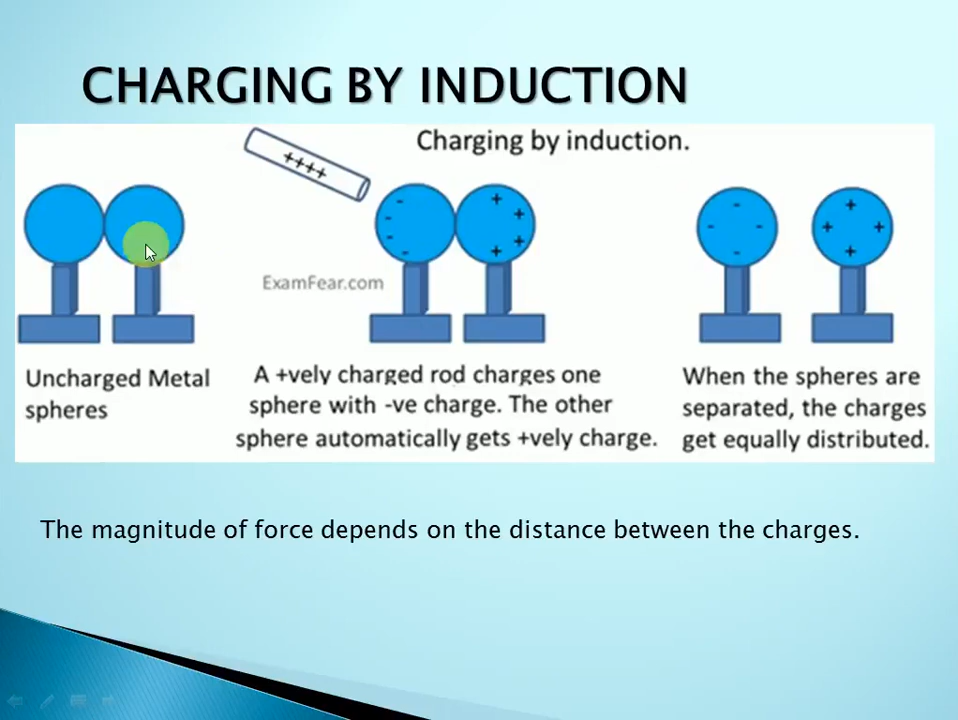 CHARGING BY INDUCTION
Charging by induction.
++++
- - - -
+ + + +
- - - -
+ + + +
ExamFear.com
Uncharged Metal
spheres
A +vely charged rod charges one
sphere with -ve charge. The other
sphere automatically gets +vely charge.
When the spheres are
separated, the charges
get equally distributed.
The magnitude of force depends on the distance between the charges.